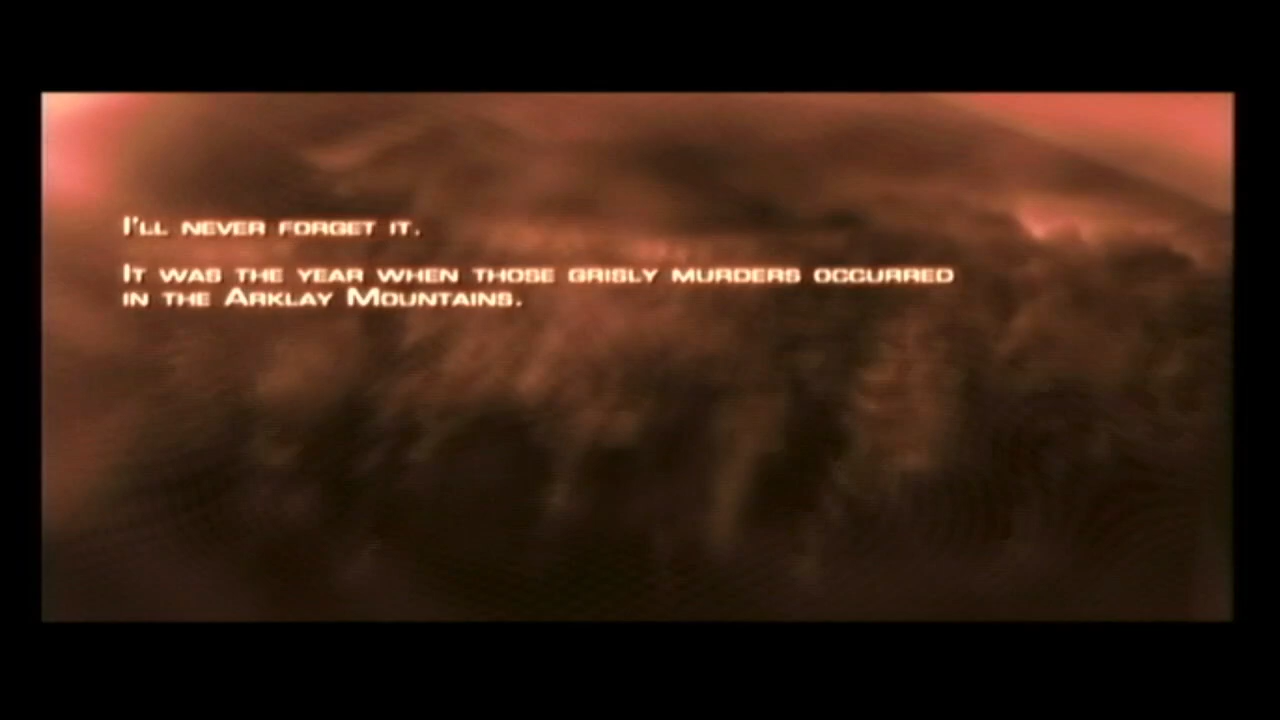 I'll never forget it.
It was the year when those grisly murders occurred
in the Arklay Mountains.